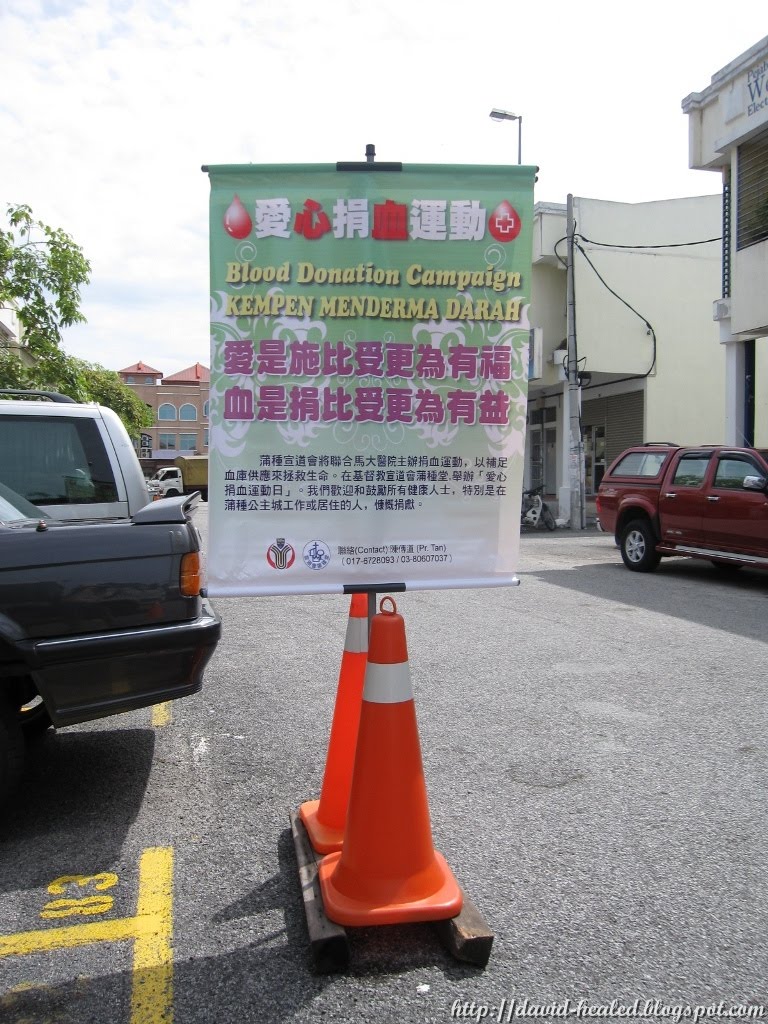 愛心捐血運動
Blood Donation Campaign
KEMPEN MENDERMA DARAH
愛是施比受更為有福
血是捐比受更為有益
蒲種宣道會將聯合馬大醫院主辦捐血運動，以補足
血庫供應來拯救生命。在基督教宣道會蒲種堂.舉辦「愛心
捐血運動日」。我們歡迎和鼓勵所有健康人士，特別是在
蒲種公主城工作或居住的人，慷慨捐獻。
聯絡(Contact):陳傳道 (Pr. Tan)
(017-6728093 / 03-80607037)
83
http://david-healed.blogspot.com